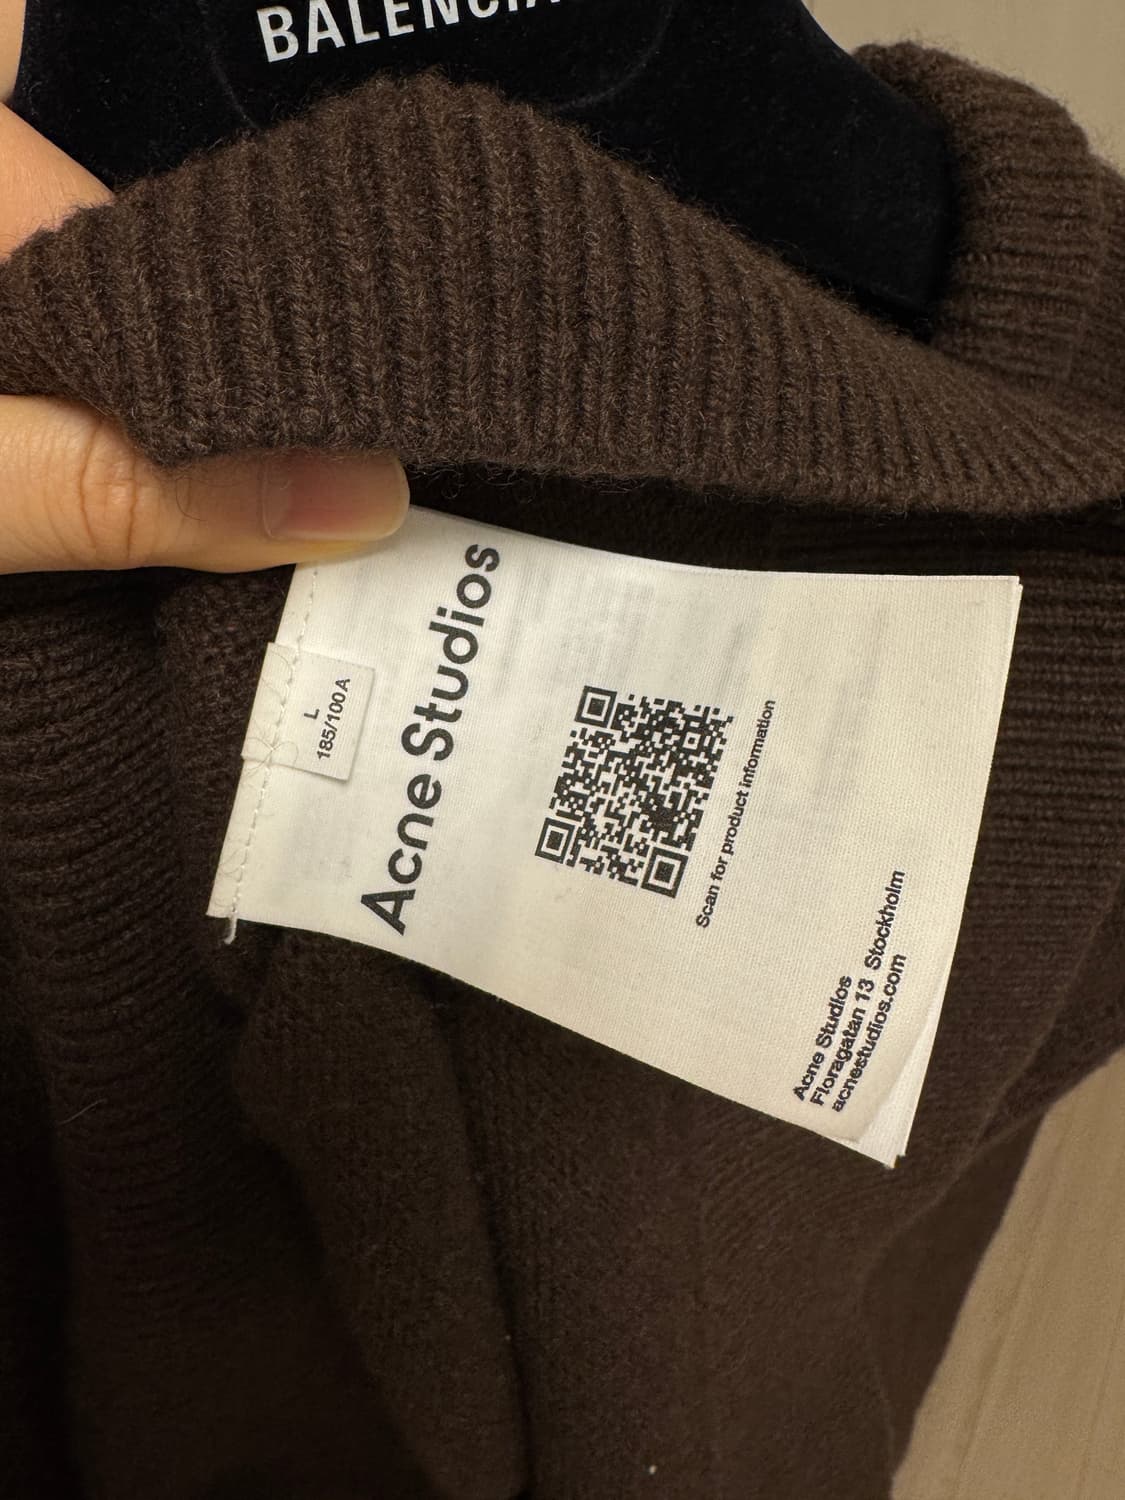 BALENCIA
L
185/100A
Acne Studios
Scan for product information
Acne Studios
Floragatan 13 Stockholm
acnestudios.com